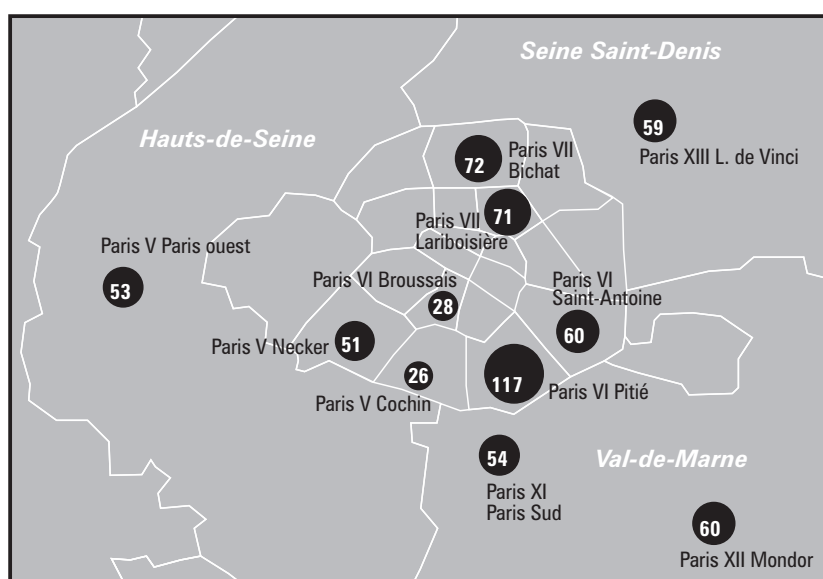 Seine Saint-Denis
Hauts-de-Seine
59
Paris XIII L. de Vinci
72
Paris VII
Bichat
71
Paris VII
Lariboisière
Paris V Paris ouest
53
Paris VI Broussais
28
Paris VI
Saint-Antoine
60
Paris V Necker
51
26
Paris V Cochin
117
Paris VI Pitié
54
Paris XI
Paris Sud
Val-de-Marne
60
Paris XII Mondor